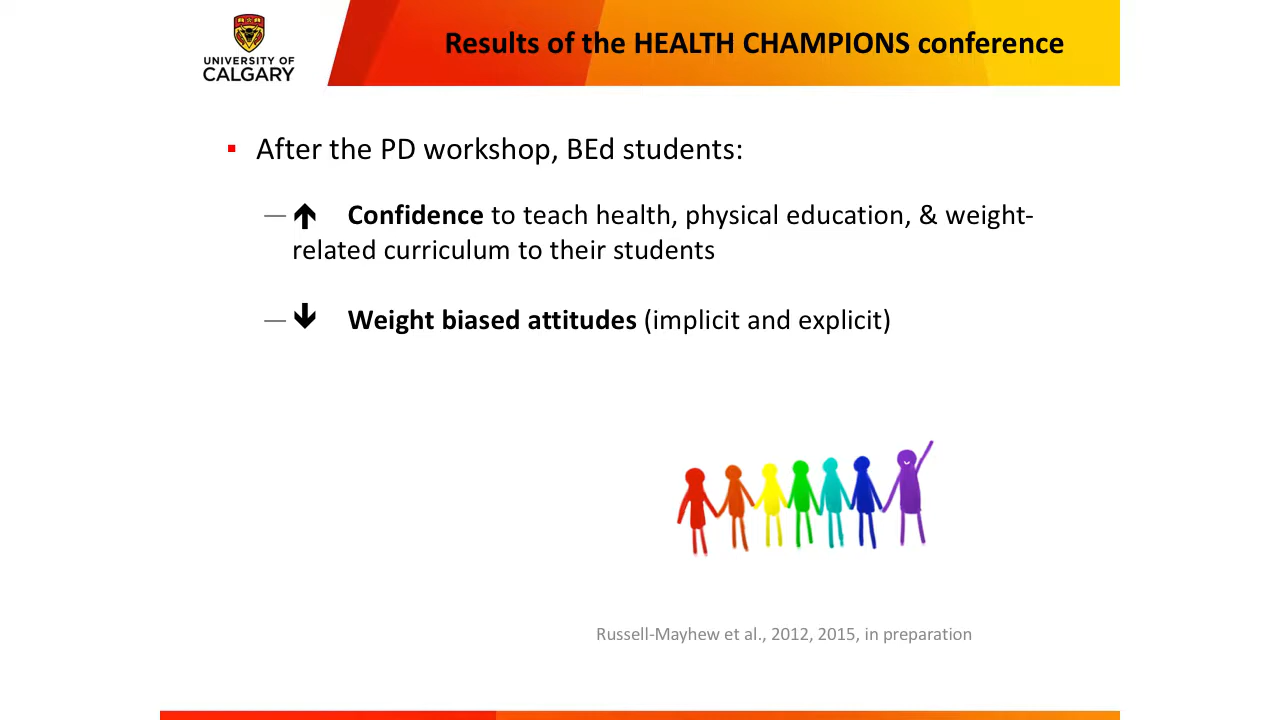 UNIVERSITY OF
CALGARY
Results of the HEALTH CHAMPIONS conference
▪ After the PD workshop, BEd students:
— 🡹 Confidence to teach health, physical education, & weight-
related curriculum to their students
— 🡻 Weight biased attitudes (implicit and explicit)
Russell-Mayhew et al., 2012, 2015, in preparation